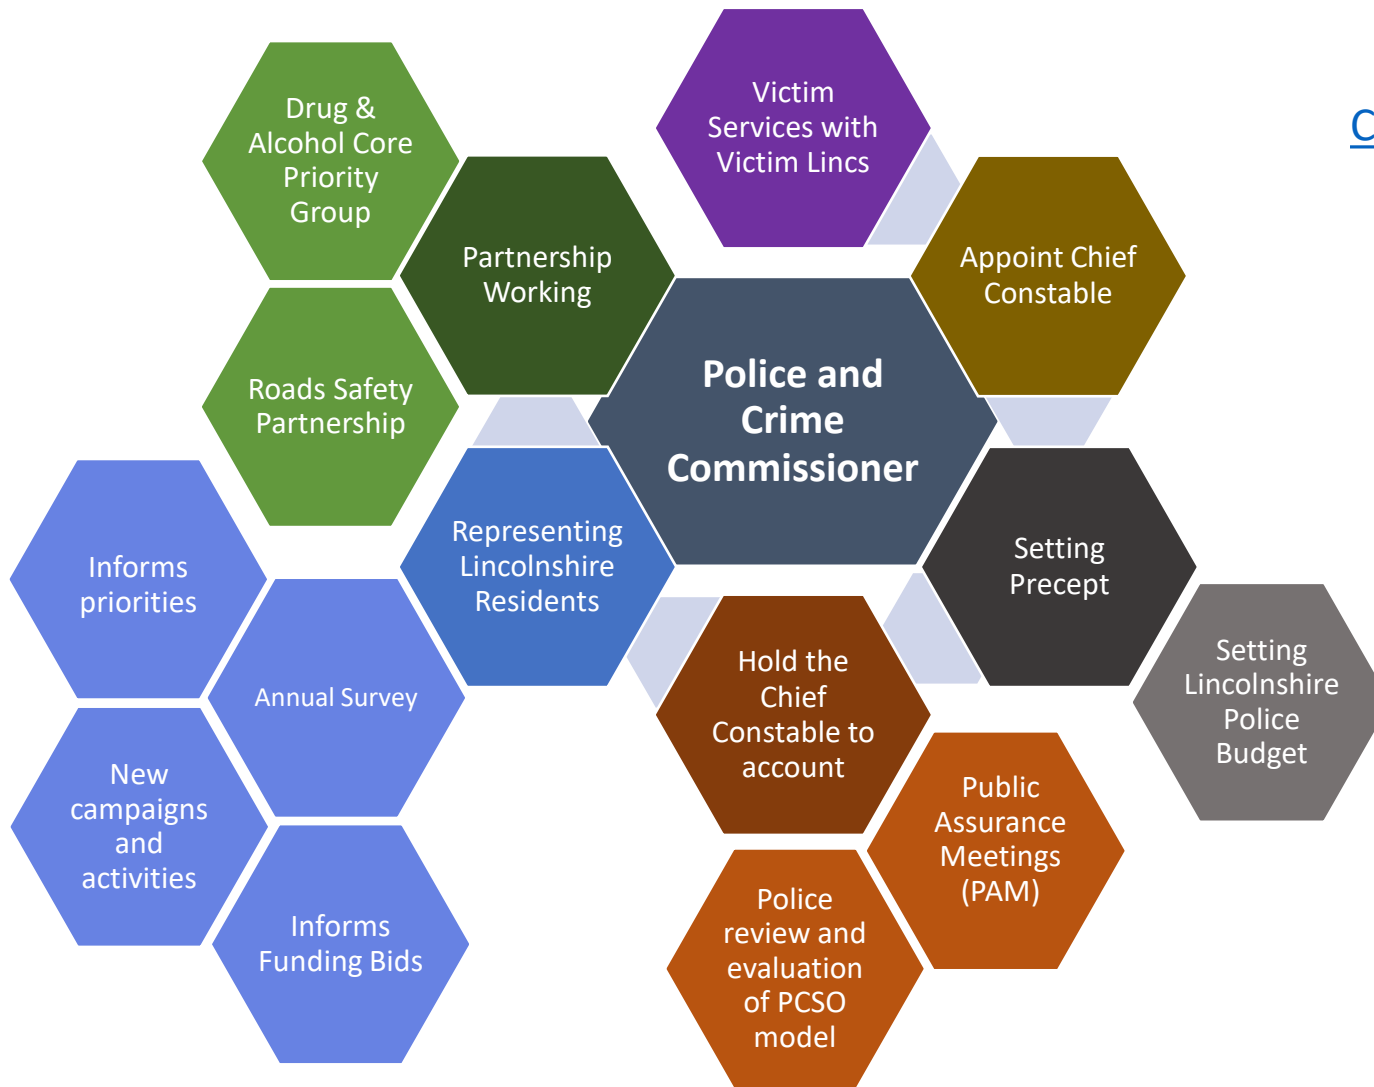 Drug &
Alcohol Core
Priority
Group
Victim
Services with
Victim Lincs
C
Partnership
Working
Appoint Chief
Constable
Roads Safety
Partnership
Police and
Crime
Commissioner
Informs
priorities
Representing
Lincolnshire
Residents
Setting
Precept
Annual Survey
Hold the
Chief
Constable to
account
Setting
Lincolnshire
Police
Budget
New
campaigns
and
activities
Public
Assurance
Meetings
(PAM)
Informs
Funding Bids
Police
review and
evaluation
of PCSO
model